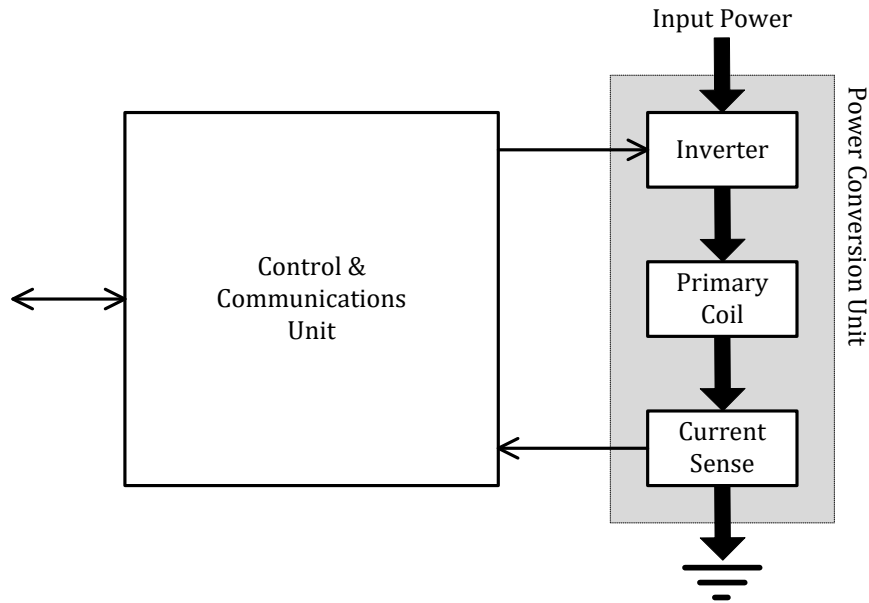 Input Power
Power Conversion Unit
Inverter
Control &
Communications
Unit
Primary
Coil
Current
Sense